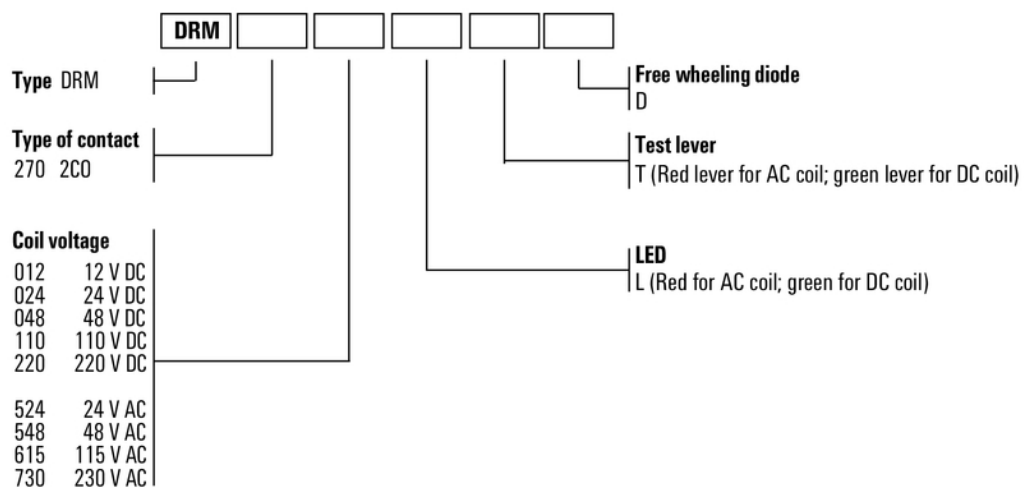 DRM
Type DRM
Type of contact
270 2CO
Coil voltage
012 12 V DC
024 24 V DC
048 48 V DC
110 110 V DC
220 220 V DC
524 24 V AC
548 48 V AC
615 115 V AC
730 230 V AC
Free wheeling diode
D
Test lever
T (Red lever for AC coil; green lever for DC coil)
LED
L (Red for AC coil; green for DC coil)